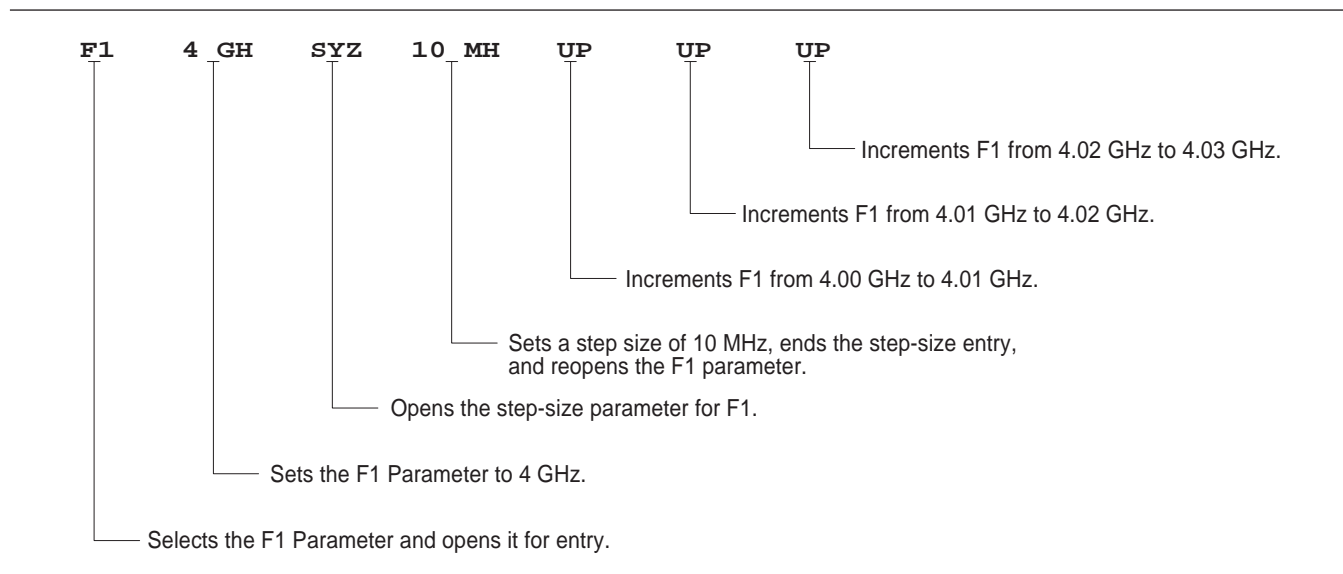 F1 4 GH SYZ 10 MH UP UP UP
Increments F1 from 4.02 GHz to 4.03 GHz.
Increments F1 from 4.01 GHz to 4.02 GHz.
Increments F1 from 4.00 GHz to 4.01 GHz.
Sets a step size of 10 MHz, ends the step-size entry,
and reopens the F1 parameter.
Opens the step-size parameter for F1.
Sets the F1 Parameter to 4 GHz.
Selects the F1 Parameter and opens it for entry.